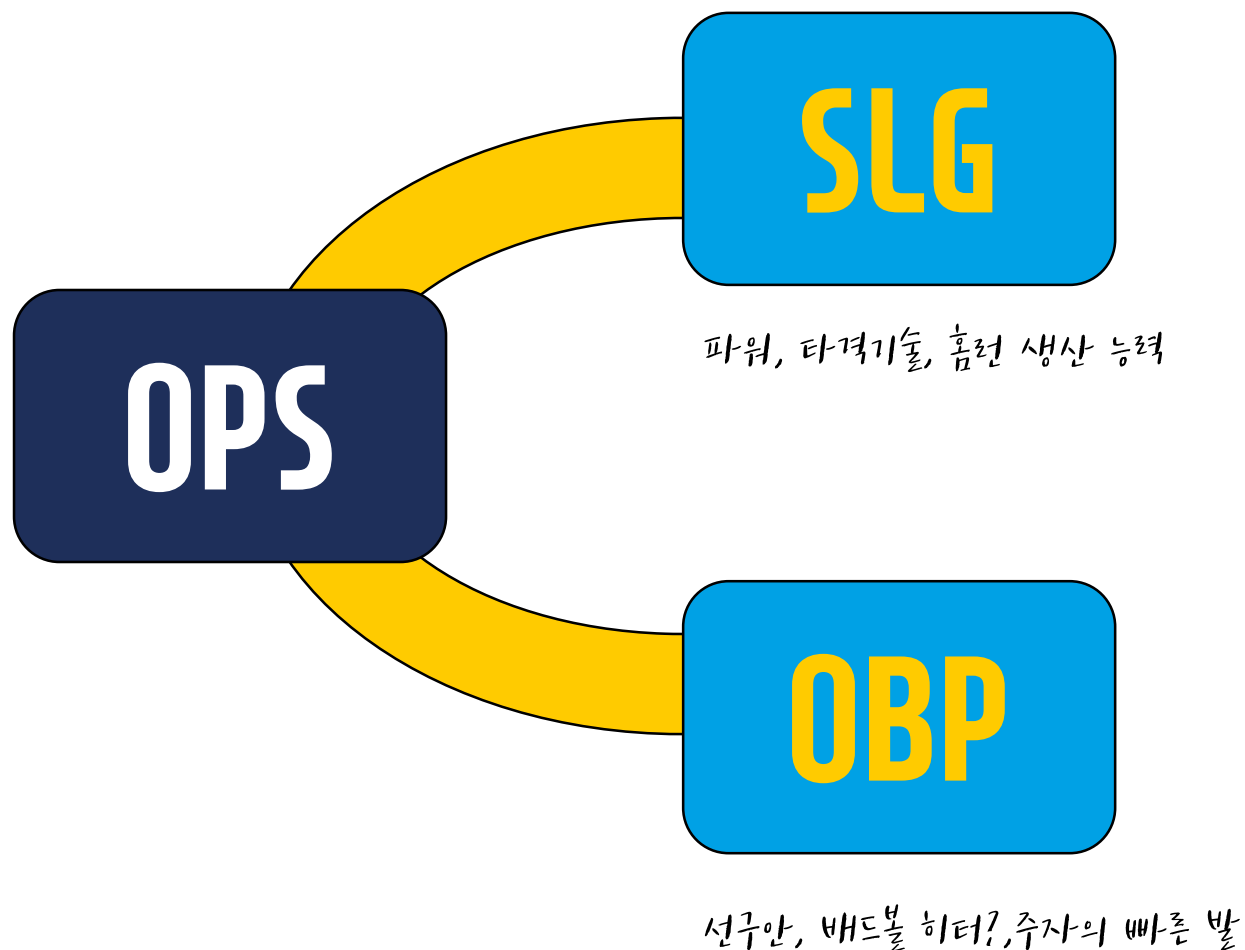 SLG
파워, 타격기술, 홈런 생산 능력
OPS
OBP
선구안, 배드볼 히터?,주자의 빠른 발